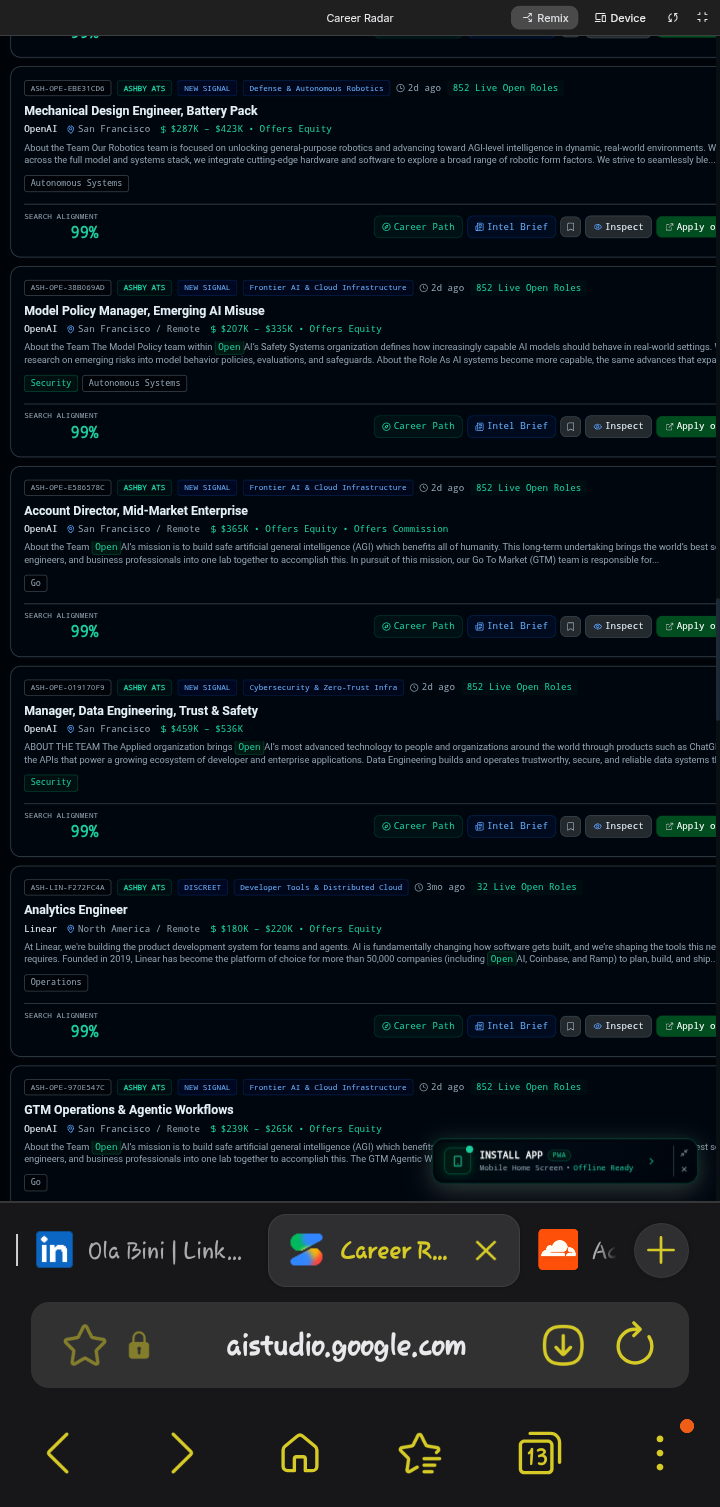 Career Radar
Remix
Device
99%
ASH-OPE-EBE31CD6 ASHBY ATS NEW SIGNAL Defense & Autonomous Robotics 2d ago 852 Live Open Roles
Mechanical Design Engineer, Battery Pack
OpenAI San Francisco $ $287K – $423K • Offers Equity
About the Team Our Robotics team is focused on unlocking general-purpose robotics and advancing toward AGI-level intelligence in dynamic, real-world environments. W
across the full model and systems stack, we integrate cutting-edge hardware and software to explore a broad range of robotic form factors. We strive to seamlessly ble...
Autonomous Systems
SEARCH ALIGNMENT
99%
Career Path Intel Brief Inspect Apply o
ASH-OPE-38B069AD ASHBY ATS NEW SIGNAL Frontier AI & Cloud Infrastructure 2d ago 852 Live Open Roles
Model Policy Manager, Emerging AI Misuse
OpenAI San Francisco / Remote $ $207K – $335K • Offers Equity
About the Team The Model Policy team within Open AI's Safety Systems organization defines how increasingly capable AI models should behave in real-world settings.
research on emerging risks into model behavior policies, evaluations, and safeguards. About the Role As AI systems become more capable, the same advances that expa
Security Autonomous Systems
SEARCH ALIGNMENT
99%
Career Path Intel Brief Inspect Apply o
ASH-OPE-E586578C ASHBY ATS NEW SIGNAL Frontier AI & Cloud Infrastructure 2d ago 852 Live Open Roles
Account Director, Mid-Market Enterprise
OpenAI San Francisco / Remote $ $365K • Offers Equity • Offers Commission
About the Team Open AI's mission is to build safe artificial general intelligence (AGI) which benefits all of humanity. This long-term undertaking brings the world's best s
engineers, and business professionals into one lab together to accomplish this. In pursuit of this mission, our Go To Market (GTM) team is responsible for...
Go
SEARCH ALIGNMENT
99%
Career Path Intel Brief Inspect Apply o
ASH-OPE-019170F9 ASHBY ATS NEW SIGNAL Cybersecurity & Zero-Trust Infra 2d ago 852 Live Open Roles
Manager, Data Engineering, Trust & Safety
OpenAI San Francisco $ $459K – $536K
ABOUT THE TEAM The Applied organization brings Open AI's most advanced technology to people and organizations around the world through products such as ChatG
the APIs that power a growing ecosystem of developer and enterprise applications. Data Engineering builds and operates trustworthy, secure, and reliable data systems t
Security
SEARCH ALIGNMENT
99%
Career Path Intel Brief Inspect Apply o
ASH-LIN-F272FC4A ASHBY ATS DISCREET Developer Tools & Distributed Cloud 3mo ago 32 Live Open Roles
Analytics Engineer
Linear North America / Remote $ $180K – $220K • Offers Equity
At Linear, we're building the product development system for teams and agents. AI is fundamentally changing how software gets built, and we're shaping the tools this ne
requires. Founded in 2019, Linear has become the platform of choice for more than 50,000 companies (including Open AI, Coinbase, and Ramp) to plan, build, and ship...
Operations
SEARCH ALIGNMENT
99%
Career Path Intel Brief Inspect Apply o
ASH-OPE-970E547C ASHBY ATS NEW SIGNAL Frontier AI & Cloud Infrastructure 2d ago 852 Live Open Roles
GTM Operations & Agentic Workflows
OpenAI San Francisco / Remote $ $239K – $265K • Offers Equity
About the Team Open AI's mission is to build safe artificial general intelligence (AGI) which benefits
engineers, and business professionals into one lab together to accomplish this. The GTM Agentic W
Go
INSTALL APP PWA
Mobile Home Screen • Offline Ready
in Ola Bini | Link... Career R... Ac
aistudio.google.com
13